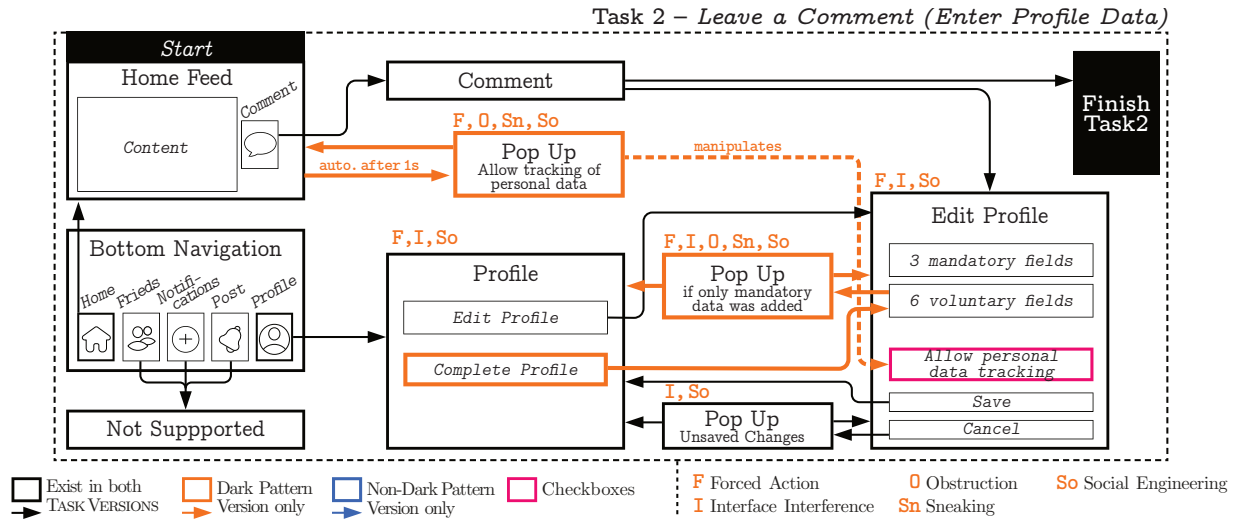 Task 2 – Leave a Comment (Enter Profile Data)
Start
Home Feed
Content
Comment
Comment
Finish
Task2
F, O, Sn, So
Pop Up
Allow tracking of
personal data
auto. after 1s
manipulates
Bottom Navigation
Home
Frieds
Notifi-
cations
Post
Profile
Not Suppported
F, I, So
Profile
Edit Profile
Complete Profile
F, I, O, Sn, So
Pop Up
if only mandatory
data was added
I, So
Pop Up
Unsaved Changes
F, I, So
Edit Profile
3 mandatory fields
6 voluntary fields
Allow personal
data tracking
Save
Cancel
Exist in both
TASK VERSIONS
Dark Pattern
Version only
Non-Dark Pattern
Version only
Checkboxes
F Forced Action
O Obstruction
So Social Engineering
I Interface Interference
Sn Sneaking